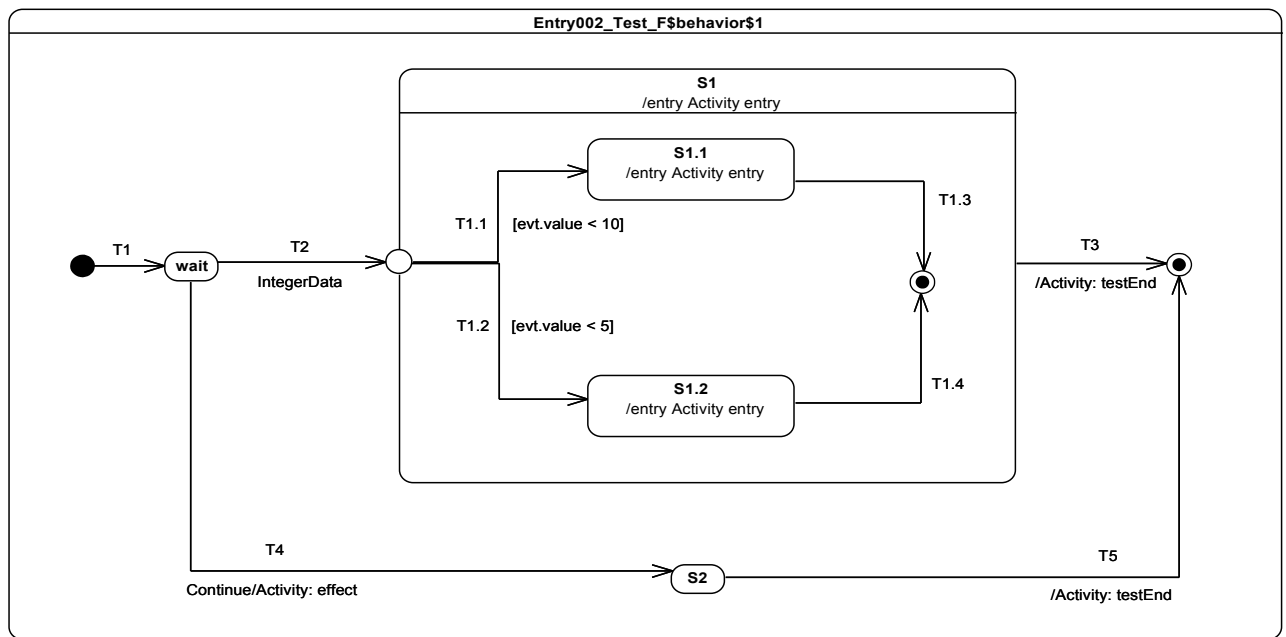 Entry002_Test_F$behavior$1
S1
/entry Activity entry
S1.1
/entry Activity entry
T1.1
[evt.value < 10]
T1.3
T1
wait
T2
IntegerData
T3
/Activity: testEnd
T1.2
[evt.value < 5]
S1.2
/entry Activity entry
T1.4
T4
Continue/Activity: effect
S2
T5
/Activity: testEnd